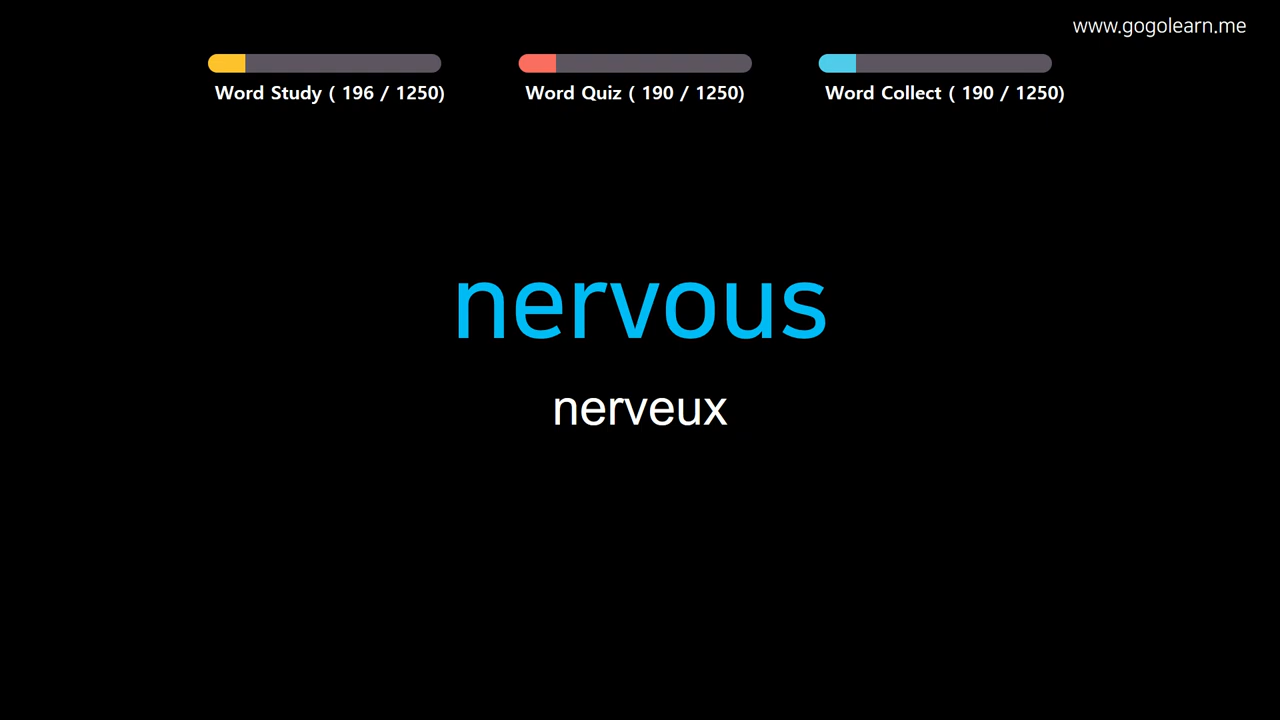 www.gogolearn.me
Word Study ( 196 / 1250)
Word Quiz ( 190 / 1250)
Word Collect ( 190 / 1250)
nervous
nerveux